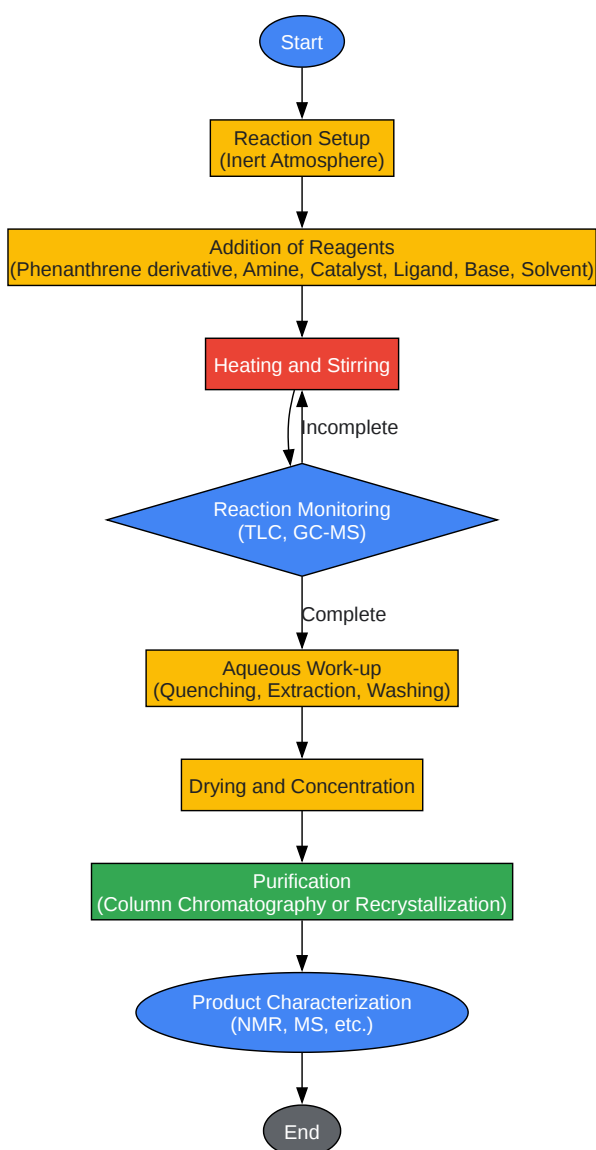 Start
Reaction Setup
(Inert Atmosphere)
Addition of Reagents
(Phenanthrene derivative, Amine, Catalyst, Ligand, Base, Solvent)
Heating and Stirring
Incomplete
Reaction Monitoring
(TLC, GC-MS)
Complete
Aqueous Work-up
(Quenching, Extraction, Washing)
Drying and Concentration
Purification
(Column Chromatography or Recrystallization)
Product Characterization
(NMR, MS, etc.)
End